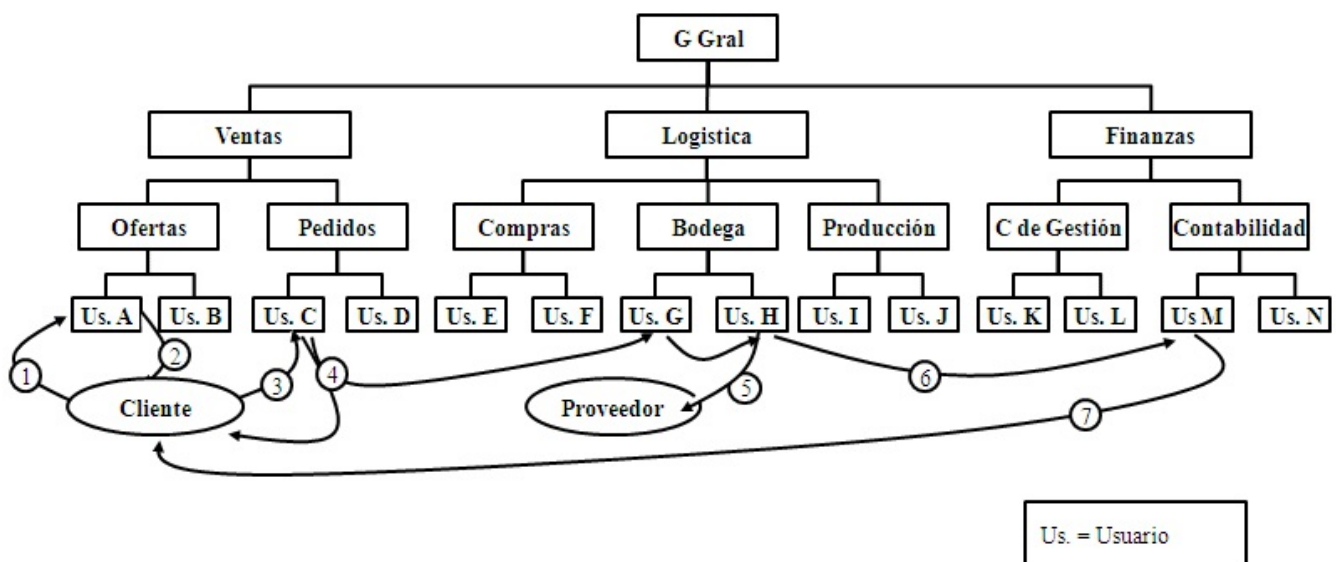 G Gral
Ventas
Logistica
Finanzas
Ofertas
Pedidos
Compras
Bodega
Producción
C de Gestión
Contabilidad
Us. A
Us. B
Us. C
Us. D
Us. E
Us. F
Us. G
Us. H
Us. I
Us. J
Us. K
Us. L
Us M
Us. N
1
2
3
4
5
6
7
Cliente
Proveedor
Us. = Usuario